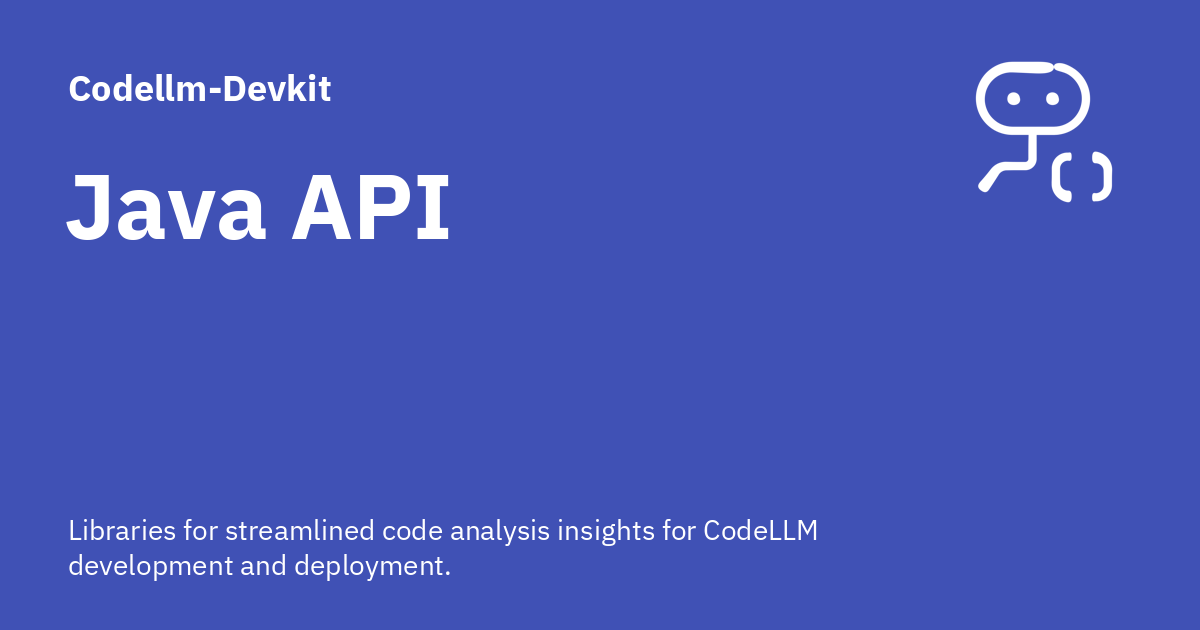 Codellm-Devkit
Java API
Libraries for streamlined code analysis insights for CodeLLM
development and deployment.